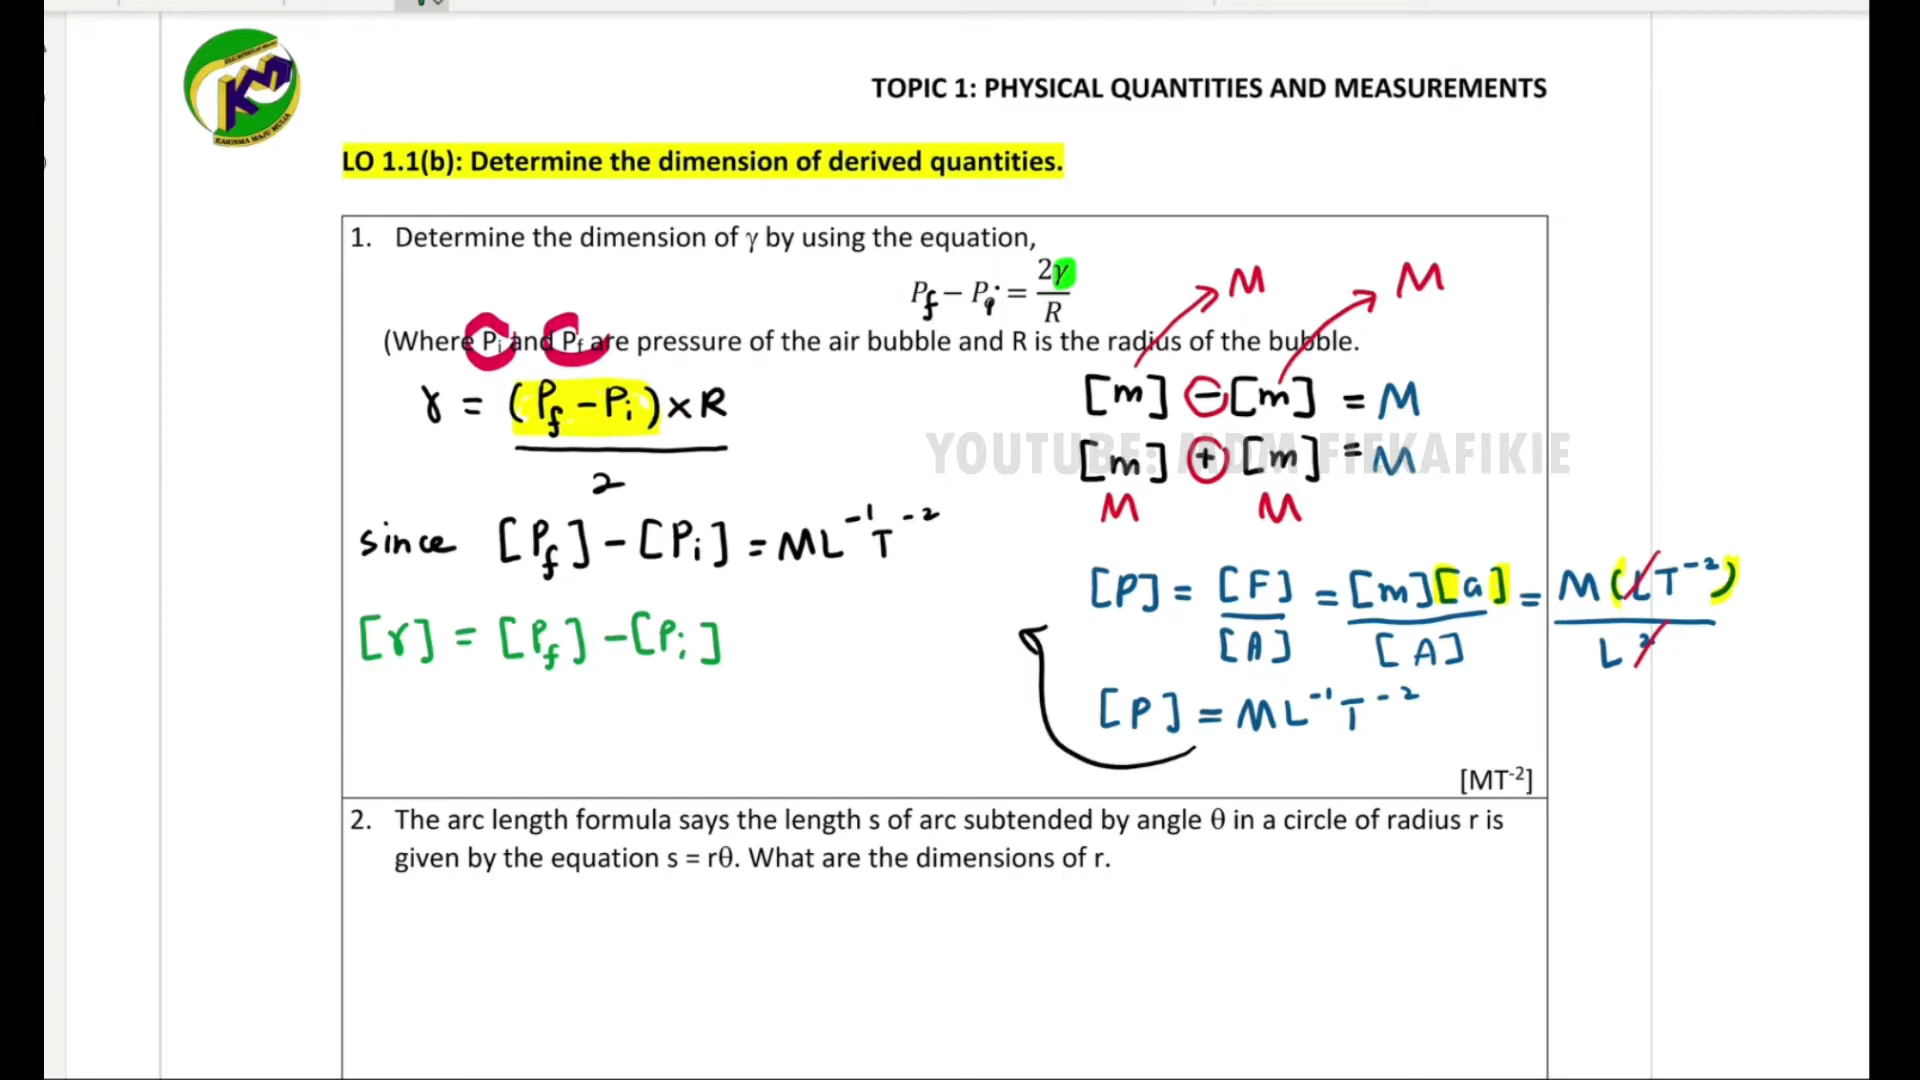 TOPIC 1: PHYSICAL QUANTITIES AND MEASUREMENTS
KARISMA MAJU MULIA
LO 1.1(b): Determine the dimension of derived quantities.
1. Determine the dimension of γ by using the equation,
P_f − P_i = 2γ/R
(Where P_i and P_f are pressure of the air bubble and R is the radius of the bubble.
γ = (P_f − P_i) × R / 2
since [P_f] − [P_i] = ML⁻¹T⁻²
[γ] = [P_f] − [P_i]
M M
[m] − [m] = M
YOUTUBE: MDM FIEKAFIKIE
[m] + [m] = M
M M
[P] = [F]/[A] = [m][a]/[A] = M(LT⁻²)/L²
[P] = ML⁻¹T⁻²
[MT⁻²]
2. The arc length formula says the length s of arc subtended by angle θ in a circle of radius r is
given by the equation s = rθ. What are the dimensions of r.